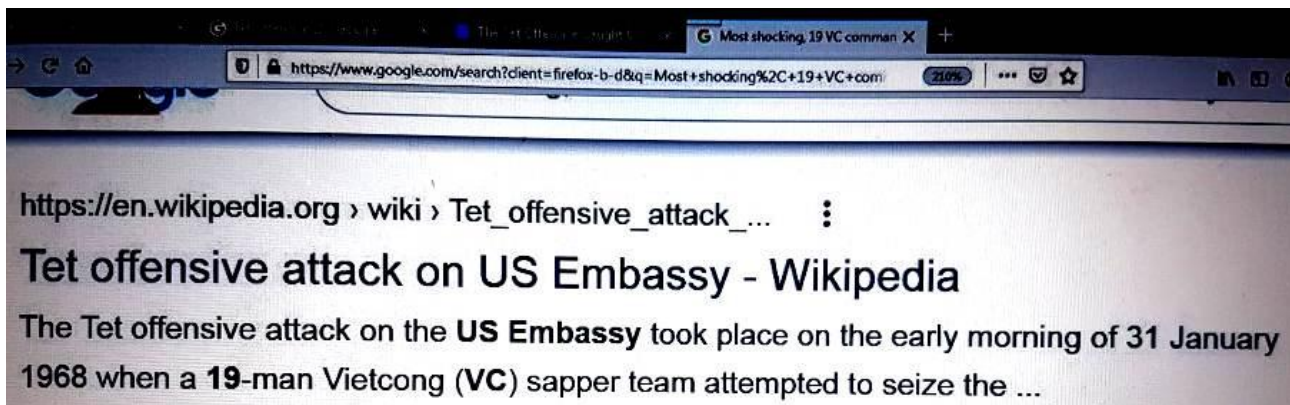 G Most shocking, 19 VC comman X +
https://www.google.com/search?client=firefox-b-d&q=Most+shocking%2C+19+VC+com 210% ...
https://en.wikipedia.org › wiki › Tet_offensive_attack_...
Tet offensive attack on US Embassy - Wikipedia
The Tet offensive attack on the US Embassy took place on the early morning of 31 January
1968 when a 19-man Vietcong (VC) sapper team attempted to seize the ...